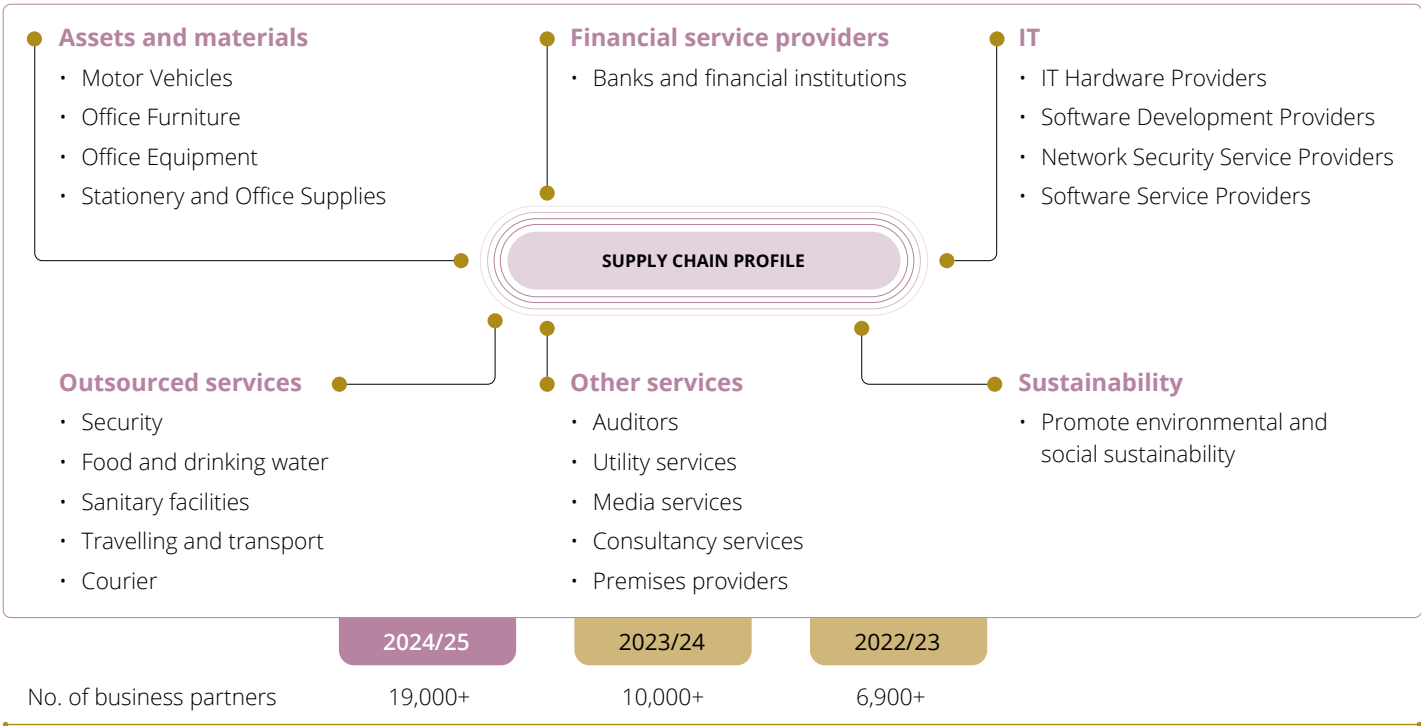 Assets and materials
• Motor Vehicles
• Office Furniture
• Office Equipment
• Stationery and Office Supplies
Financial service providers
• Banks and financial institutions
IT
• IT Hardware Providers
• Software Development Providers
• Network Security Service Providers
• Software Service Providers
SUPPLY CHAIN PROFILE
Outsourced services
• Security
• Food and drinking water
• Sanitary facilities
• Travelling and transport
• Courier
Other services
• Auditors
• Utility services
• Media services
• Consultancy services
• Premises providers
Sustainability
• Promote environmental and
social sustainability
2024/25 2023/24 2022/23
No. of business partners 19,000+ 10,000+ 6,900+